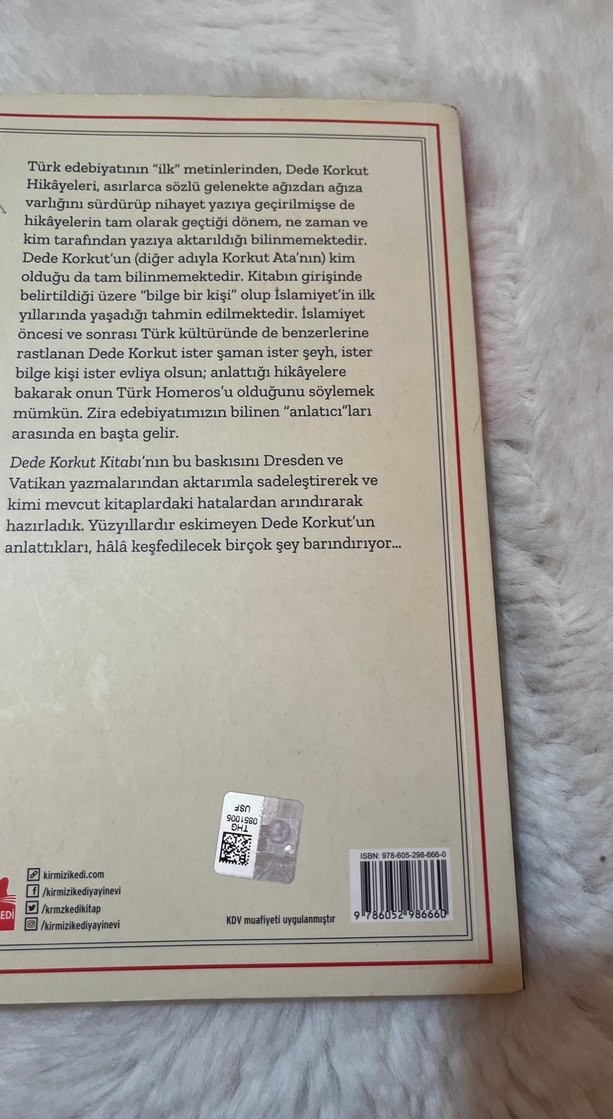 Türk edebiyatının “ilk” metinlerinden, Dede Korkut
Hikâyeleri, asırlarca sözlü gelenekte ağızdan ağıza
varlığını sürdürüp nihayet yazıya geçirilmişse de
hikâyelerin tam olarak geçtiği dönem, ne zaman ve
kim tarafından yazıya aktarıldığı bilinmemektedir.
Dede Korkut’un (diğer adıyla Korkut Ata’nın) kim
olduğu da tam bilinmemektedir. Kitabın girişinde
belirtildiği üzere “bilge bir kişi” olup İslamiyet’in ilk
yıllarında yaşadığı tahmin edilmektedir. İslamiyet
öncesi ve sonrası Türk kültüründe de benzerlerine
rastlanan Dede Korkut ister şaman ister şeyh, ister
bilge kişi ister evliya olsun; anlattığı hikâyelere
bakarak onun Türk Homeros’u olduğunu söylemek
mümkün. Zira edebiyatımızın bilinen “anlatıcı”ları
arasında en başta gelir.
Dede Korkut Kitabı’nın bu baskısını Dresden ve
Vatikan yazmalarından aktarımla sadeleştirerek ve
kimi mevcut kitaplardaki hatalardan arındırarak
hazırladık. Yüzyıllardır eskimeyen Dede Korkut’un
anlattıkları, hâlâ keşfedilecek birçok şey barındırıyor...
THG
0851005
USF
ISBN: 978-605-298-666-0
9 786052 986660
KDV muafiyeti uygulanmıştır
kirmizikedi.com
/kirmizikediyayinevi
/krmzkedikitap
/kirmizikediyayinevi